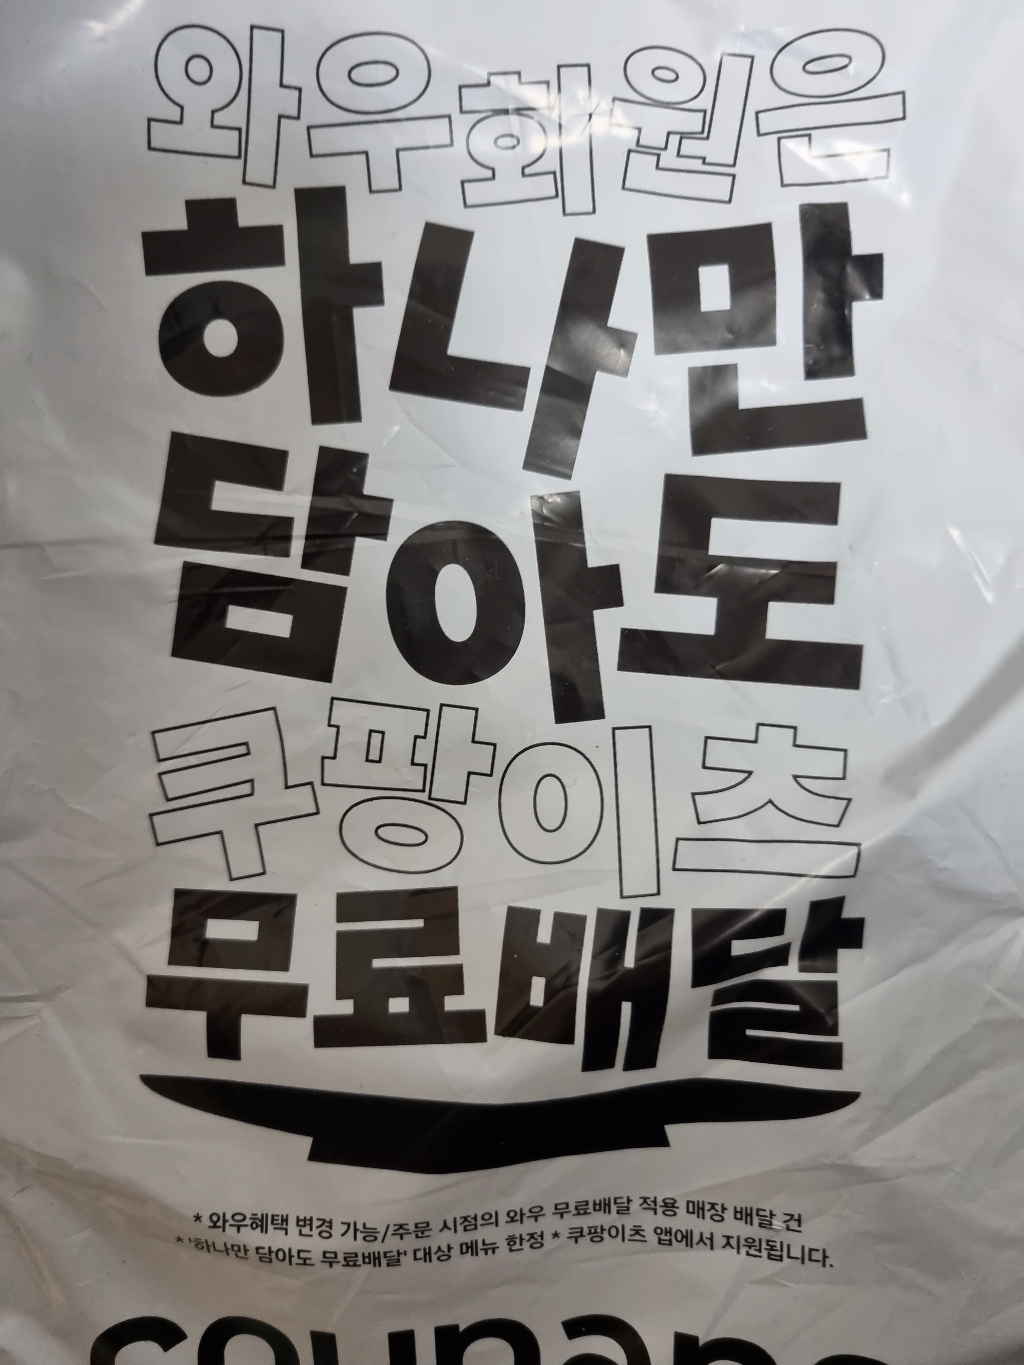 와우회원은
하나만
담아도
쿠팡이츠
무료배달
* 와우혜택 변경 가능/주문 시점의 와우 무료배달 적용 매장 배달 건
* '하나만 담아도 무료배달' 대상 메뉴 한정 * 쿠팡이츠 앱에서 지원됩니다.
coupang